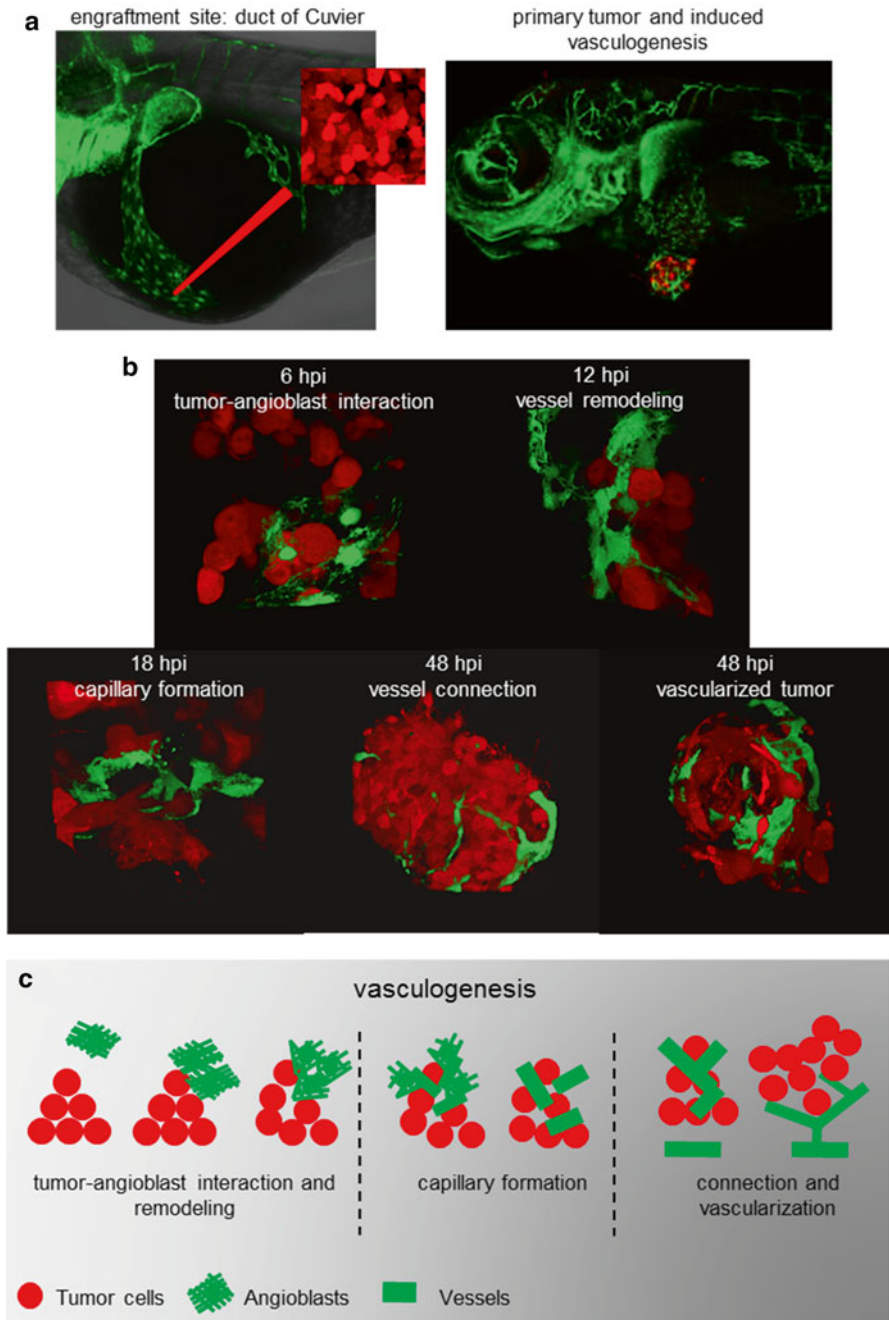 a
engraftment site: duct of Cuvier
primary tumor and induced
vasculogenesis
b
6 hpi
tumor-angioblast interaction
12 hpi
vessel remodeling
18 hpi
capillary formation
48 hpi
vessel connection
48 hpi
vascularized tumor
c
vasculogenesis
tumor-angioblast interaction and
remodeling
capillary formation
connection and
vascularization
Tumor cells
Angioblasts
Vessels